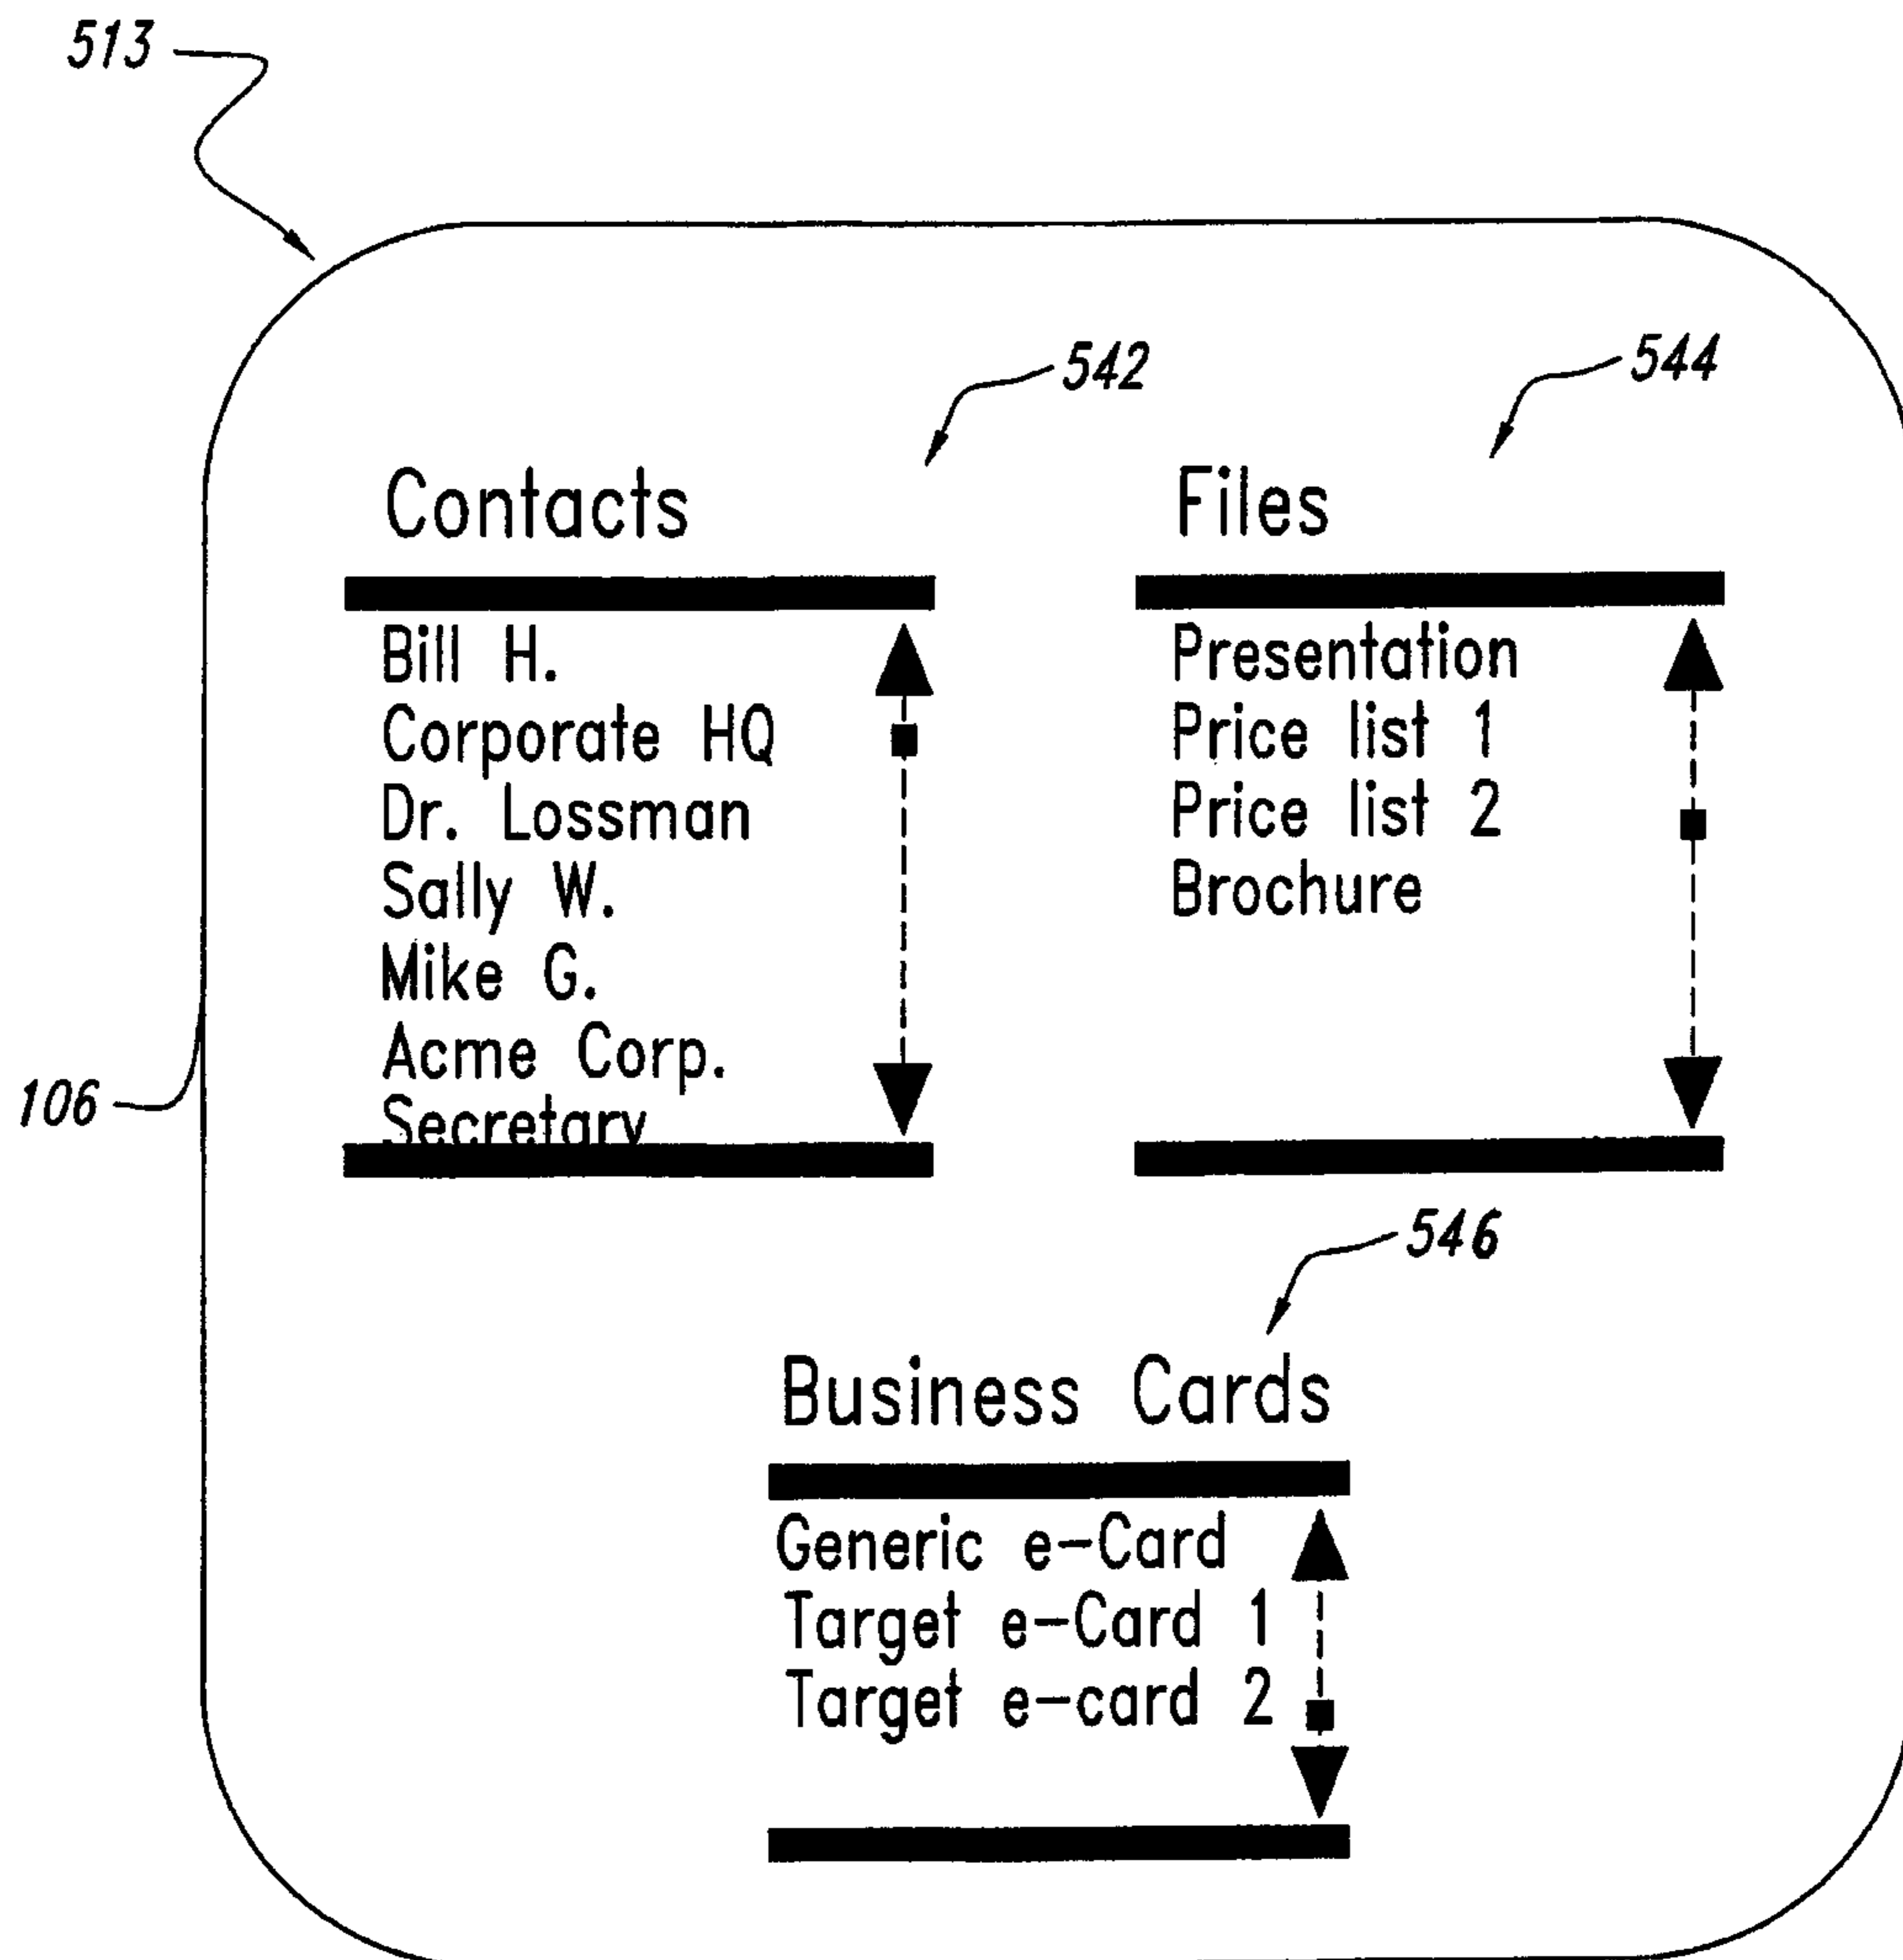 513
542
544
Contacts
Bill H.
Corporate HQ
Dr. Lossman
Sally W.
Mike G.
Acme Corp.
Secretary
Files
Presentation
Price list 1
Price list 2
Brochure
106
546
Business Cards
Generic e-Card
Target e-Card 1
Target e-card 2